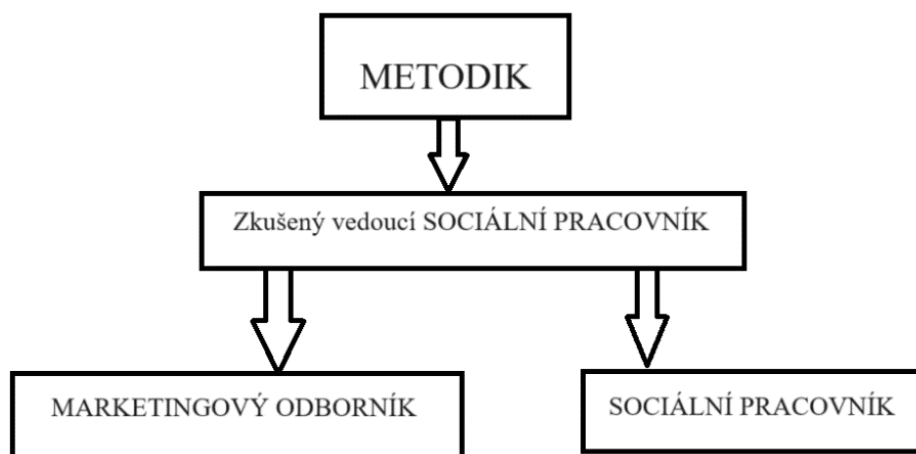 METODIK
Zkušený vedoucí SOCIÁLNÍ PRACOVNÍK
MARKETINGOVÝ ODBORNÍK
SOCIÁLNÍ PRACOVNÍK